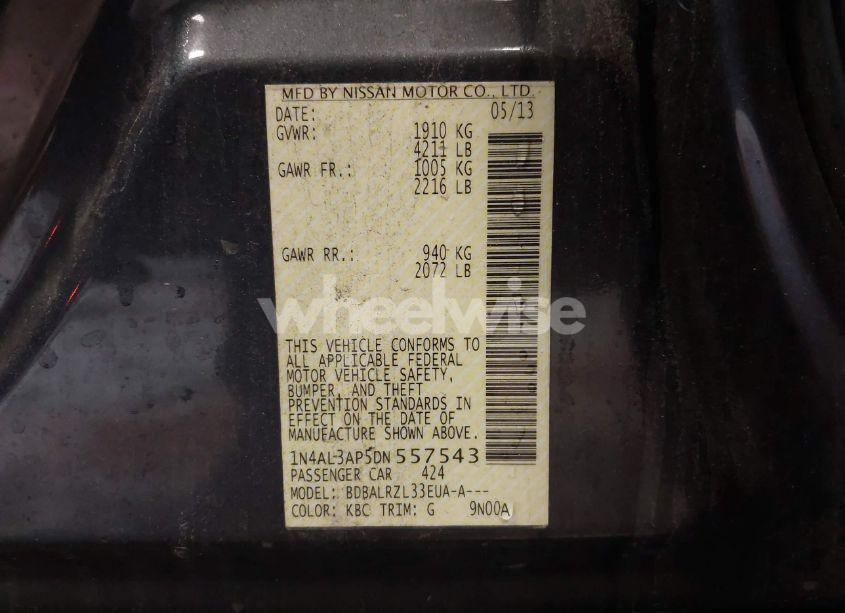 MFD BY NISSAN MOTOR CO., LTD.
DATE: 05/13
GVWR: 1910 KG
4211 LB
GAWR FR.: 1005 KG
2216 LB
GAWR RR.: 940 KG
2072 LB
wheelwise
THIS VEHICLE CONFORMS TO
ALL APPLICABLE FEDERAL
MOTOR VEHICLE SAFETY,
BUMPER, AND THEFT
PREVENTION STANDARDS IN
EFFECT ON THE DATE OF
MANUFACTURE SHOWN ABOVE.
1N4AL3AP5DN 557543
PASSENGER CAR 424
MODEL: BDBALRZL33EUA-A---
COLOR: KBC TRIM: G 9N00A